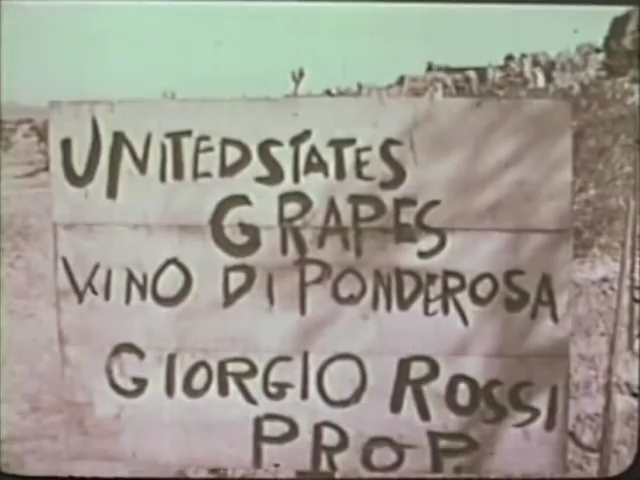 UNITEDSTATES
GRAPES
VINO DI PONDEROSA
GIORGIO ROSSI
PROP.